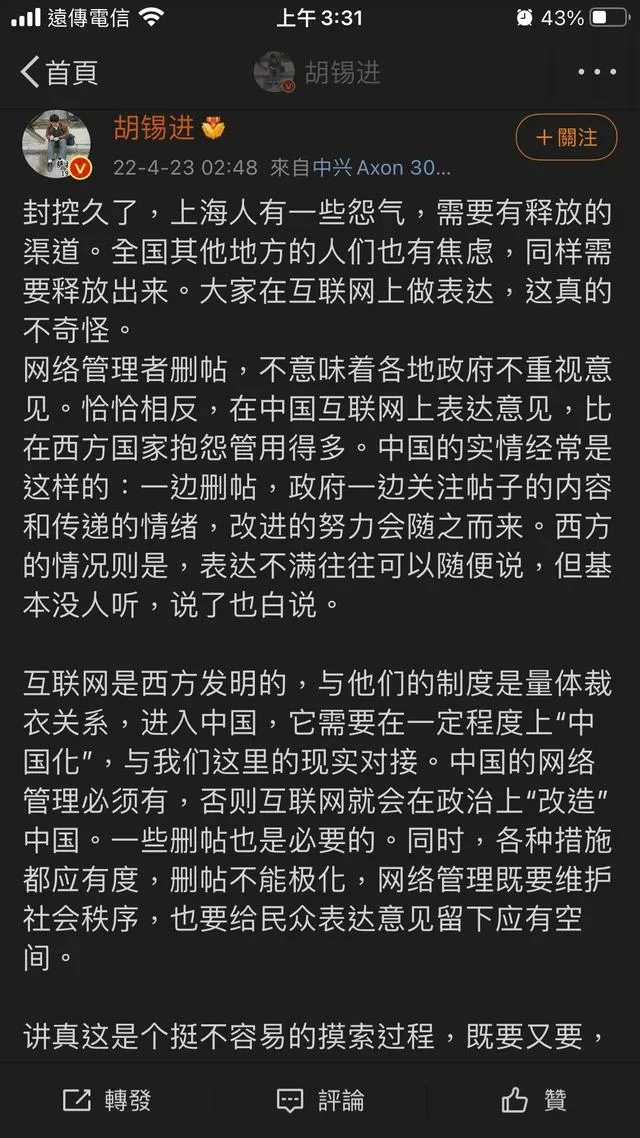 遠傳電信
上午 3:31
43%
首頁
胡锡进
胡锡进
22-4-23 02:48 來自中兴 Axon 30...
+關注
封控久了，上海人有一些怨气，需要有释放的
渠道。全国其他地方的人们也有焦虑，同样需
要释放出来。大家在互联网上做表达，这真的
不奇怪。
网络管理者删帖，不意味着各地政府不重视意
见。恰恰相反，在中国互联网上表达意见，比
在西方国家抱怨管用得多。中国的实情经常是
这样的：一边删帖，政府一边关注帖子的内容
和传递的情绪，改进的努力会随之而来。西方
的情况则是，表达不满往往可以随便说，但基
本没人听，说了也白说。
互联网是西方发明的，与他们的制度是量体裁
衣关系，进入中国，它需要在一定程度上“中
国化”，与我们这里的现实对接。中国的网络
管理必须有，否则互联网就会在政治上“改造”
中国。一些删帖也是必要的。同时，各种措施
都应有度，删帖不能极化，网络管理既要维护
社会秩序，也要给民众表达意见留下应有空
间。
讲真这是个挺不容易的摸索过程，既要又要，
轉發
評論
贊